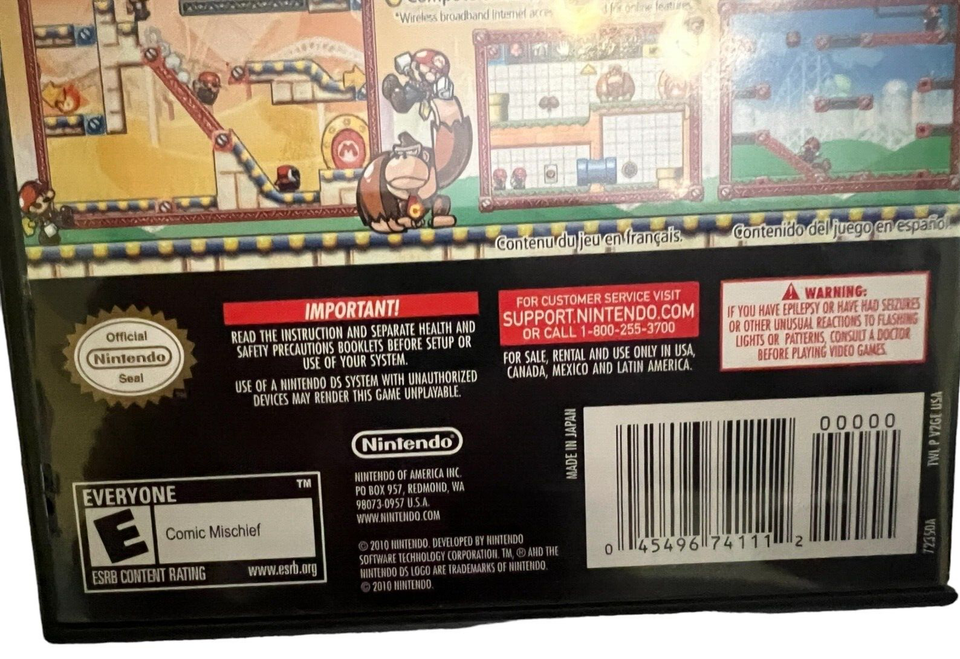 *Wireless broadband Internet for online features.
Contenu du jeu en français.
Contenido del juego en español.
Official
Nintendo
Seal
IMPORTANT!
READ THE INSTRUCTION AND SEPARATE HEALTH AND
SAFETY PRECAUTIONS BOOKLETS BEFORE SETUP OR
USE OF YOUR SYSTEM.
USE OF A NINTENDO DS SYSTEM WITH UNAUTHORIZED
DEVICES MAY RENDER THIS GAME UNPLAYABLE.
FOR CUSTOMER SERVICE VISIT
SUPPORT.NINTENDO.COM
OR CALL 1-800-255-3700
FOR SALE, RENTAL AND USE ONLY IN USA,
CANADA, MEXICO AND LATIN AMERICA.
WARNING:
IF YOU HAVE EPILEPSY OR HAVE HAD SEIZURES
OR OTHER UNUSUAL REACTIONS TO FLASHING
LIGHTS OR PATTERNS, CONSULT A DOCTOR
BEFORE PLAYING VIDEO GAMES.
EVERYONE
TM
E
Comic Mischief
ESRB CONTENT RATING www.esrb.org
Nintendo
NINTENDO OF AMERICA INC.
PO BOX 957, REDMOND, WA
98073-0957 U.S.A.
WWW.NINTENDO.COM
© 2010 NINTENDO. DEVELOPED BY NINTENDO
SOFTWARE TECHNOLOGY CORPORATION. TM, ® AND THE
NINTENDO DS LOGO ARE TRADEMARKS OF NINTENDO.
© 2010 NINTENDO.
MADE IN JAPAN
00000
0 45496 74111 2
TWL P V2GE USA
72350A